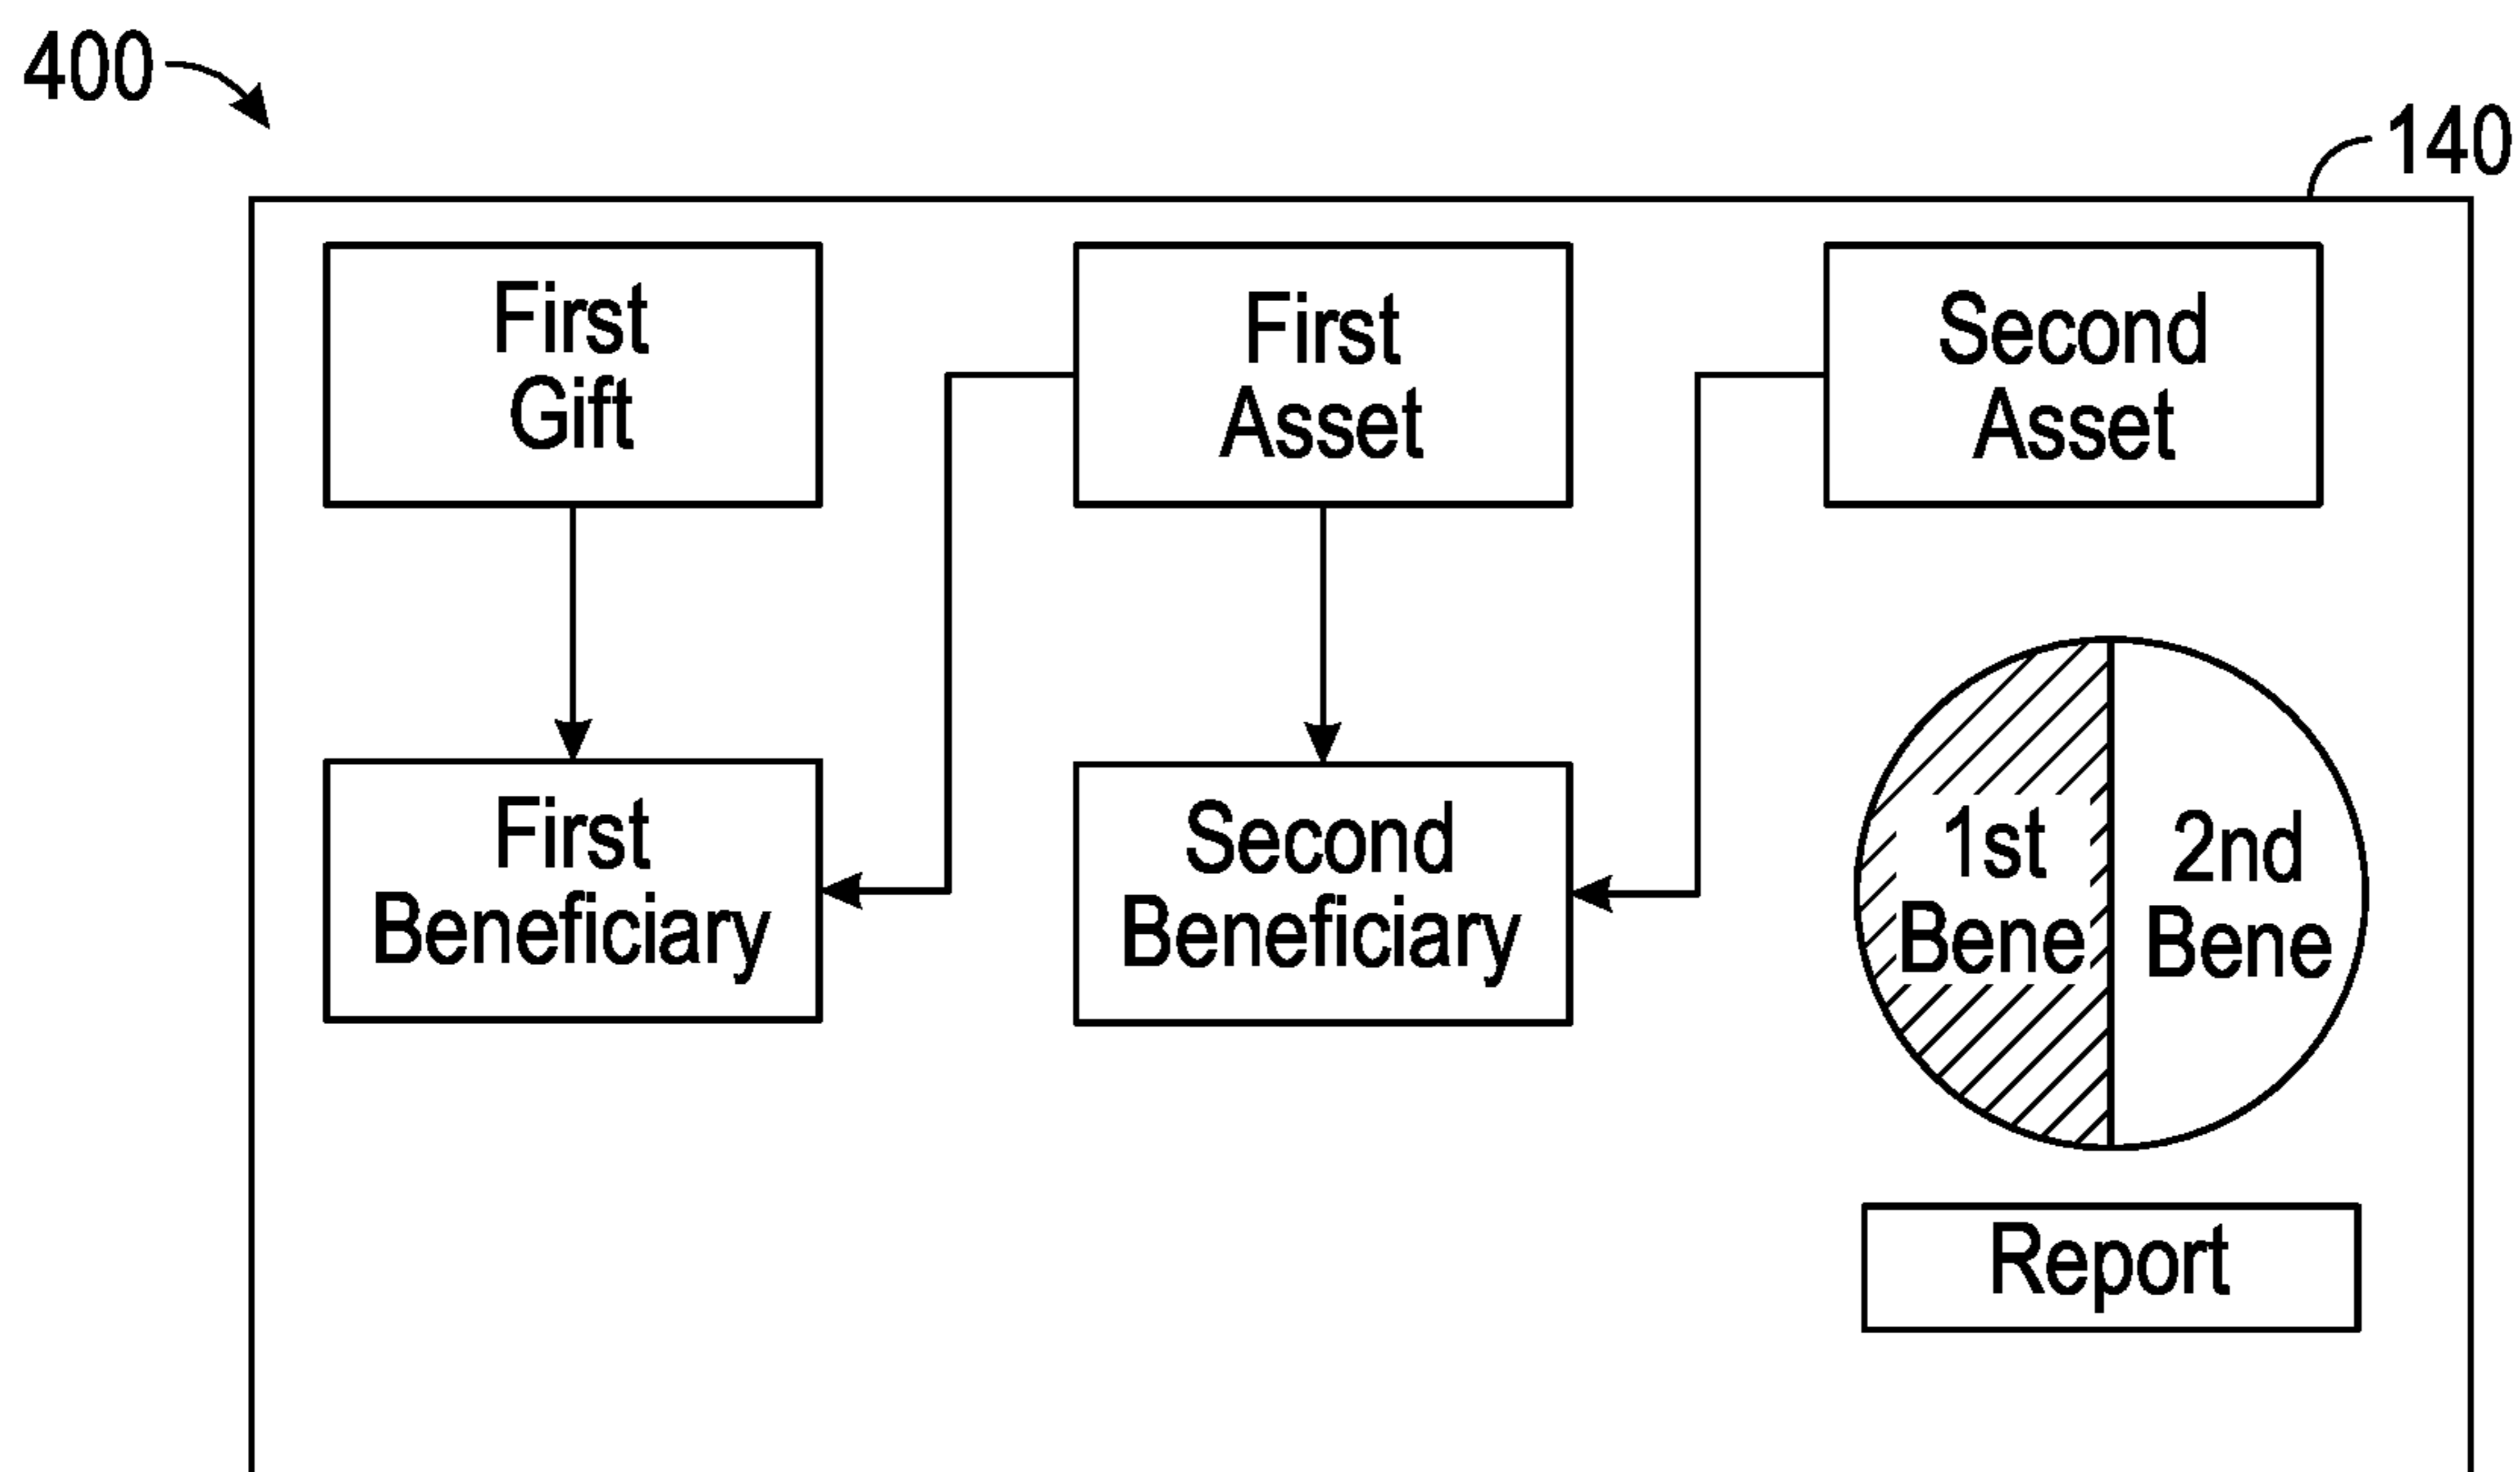 400
140
First
Gift
First
Asset
Second
Asset
First
Beneficiary
Second
Beneficiary
1st
Bene
2nd
Bene
Report